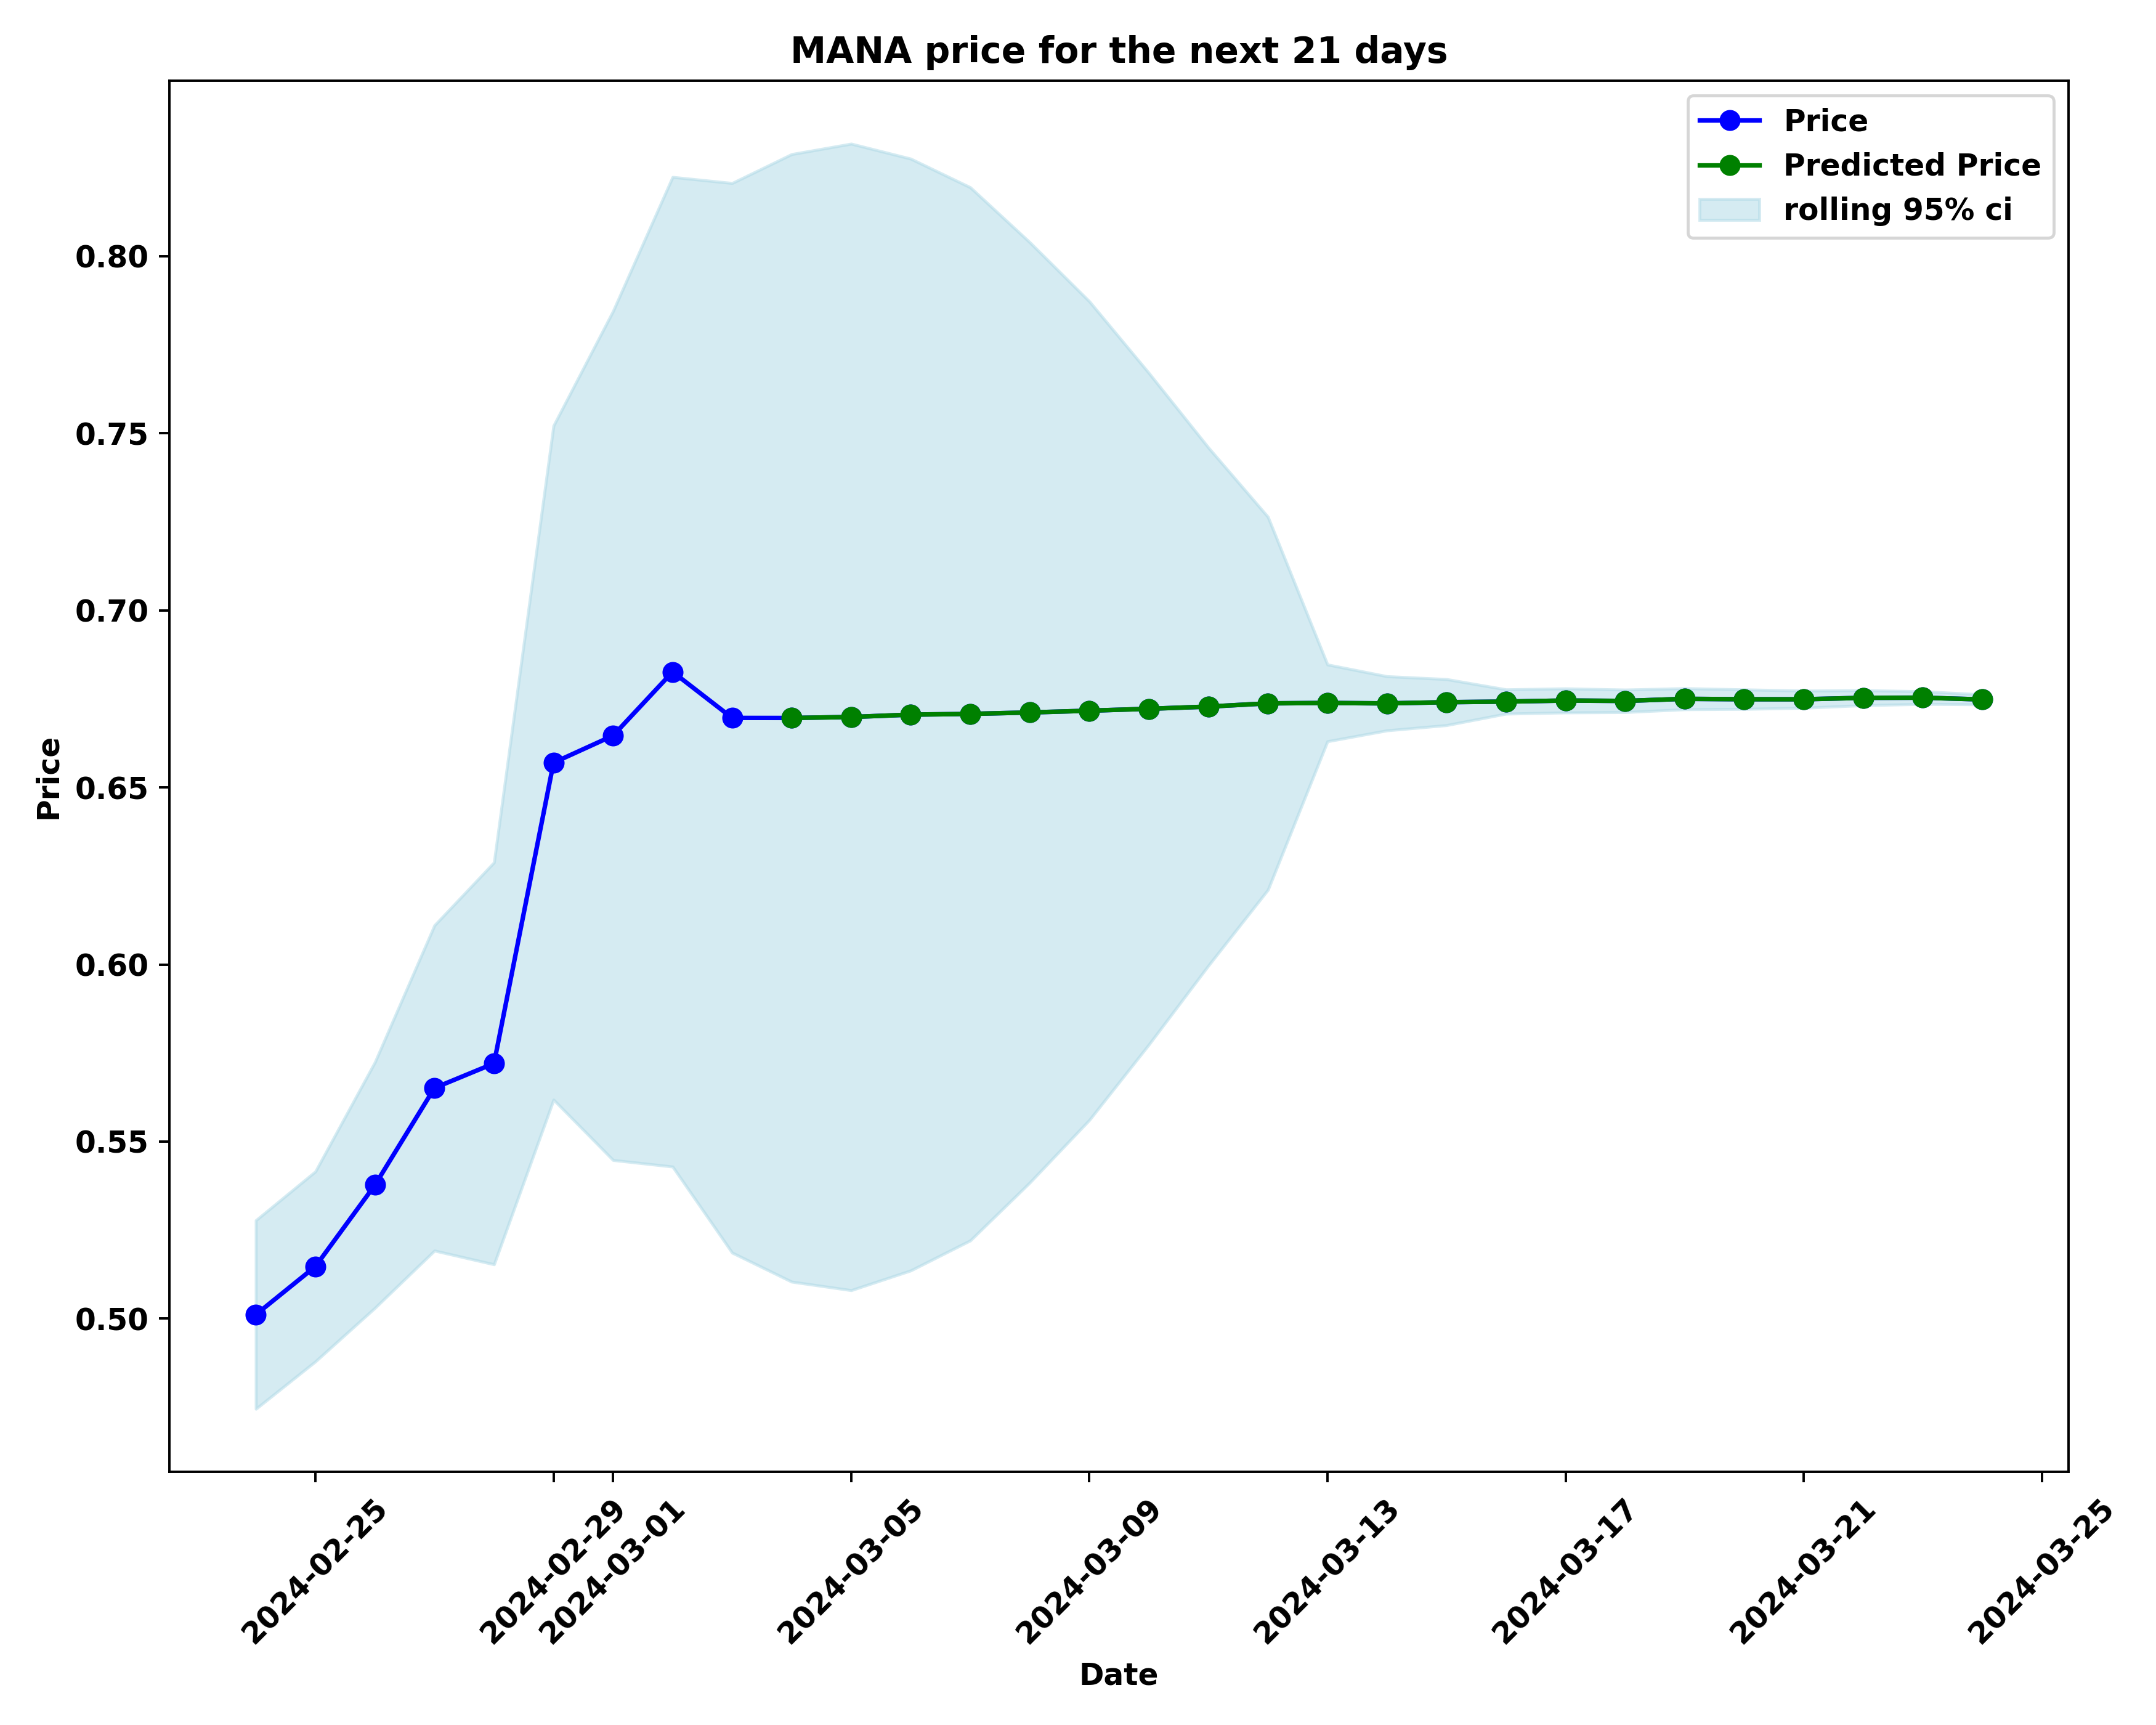 MANA price for the next 21 days
Price
Predicted Price
rolling 95% ci
0.80
0.75
0.70
0.65
0.60
0.55
0.50
Price
2024-02-25
2024-02-29
2024-03-01
2024-03-05
2024-03-09
2024-03-13
2024-03-17
2024-03-21
2024-03-25
Date